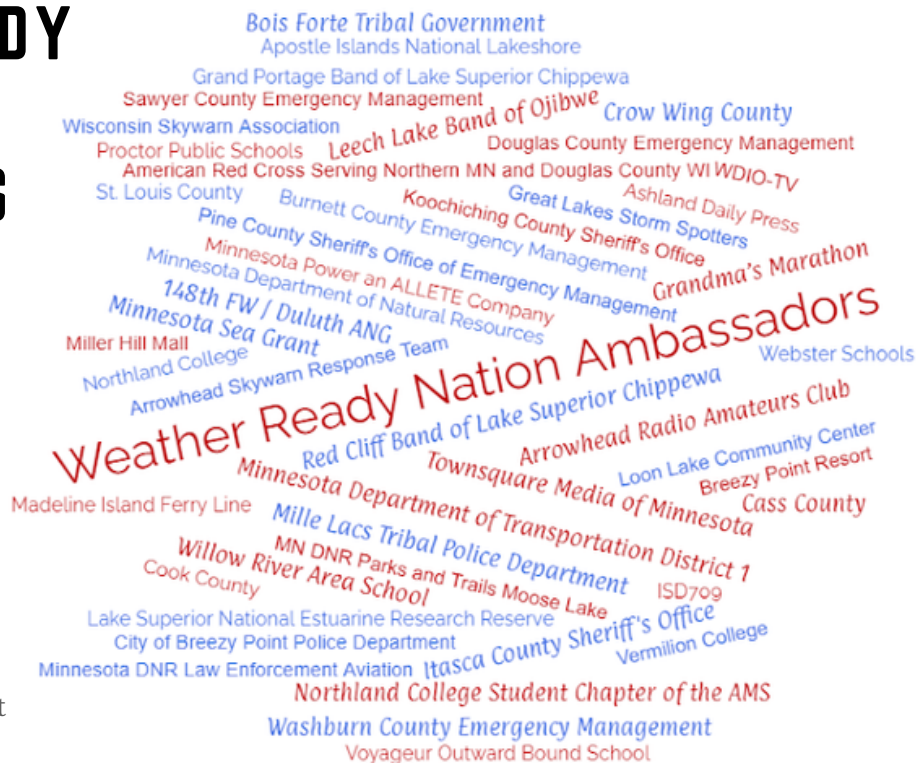 DY
S
t
Bois Forte Tribal Government
Apostle Islands National Lakeshore
Grand Portage Band of Lake Superior Chippewa
Sawyer County Emergency Management
Leech Lake Band of Ojibwe
Crow Wing County
Wisconsin Skywarn Association
Proctor Public Schools
Douglas County Emergency Management
American Red Cross Serving Northern MN and Douglas County WI
WDIO-TV
St. Louis County
Burnett County Emergency Management
Koochiching County Sheriff's Office
Great Lakes Storm Spotters
Ashland Daily Press
Pine County Sheriff's Office of Emergency Management
Minnesota Power an ALLETE Company
Minnesota Department of Natural Resources
Grandma's Marathon
148th FW / Duluth ANG
Minnesota Sea Grant
Miller Hill Mall
Northland College
Arrowhead Skywarn Response Team
Weather Ready Nation Ambassadors
Webster Schools
Red Cliff Band of Lake Superior Chippewa
Arrowhead Radio Amateurs Club
Townsquare Media of Minnesota
Loon Lake Community Center
Breezy Point Resort
Cass County
Minnesota Department of Transportation District 1
Madeline Island Ferry Line
Mille Lacs Tribal Police Department
MN DNR Parks and Trails Moose Lake
Willow River Area School
Cook County
ISD709
Lake Superior National Estuarine Research Reserve
City of Breezy Point Police Department
Itasca County Sheriff's Office
Vermilion College
Minnesota DNR Law Enforcement Aviation
Northland College Student Chapter of the AMS
Washburn County Emergency Management
Voyageur Outward Bound School